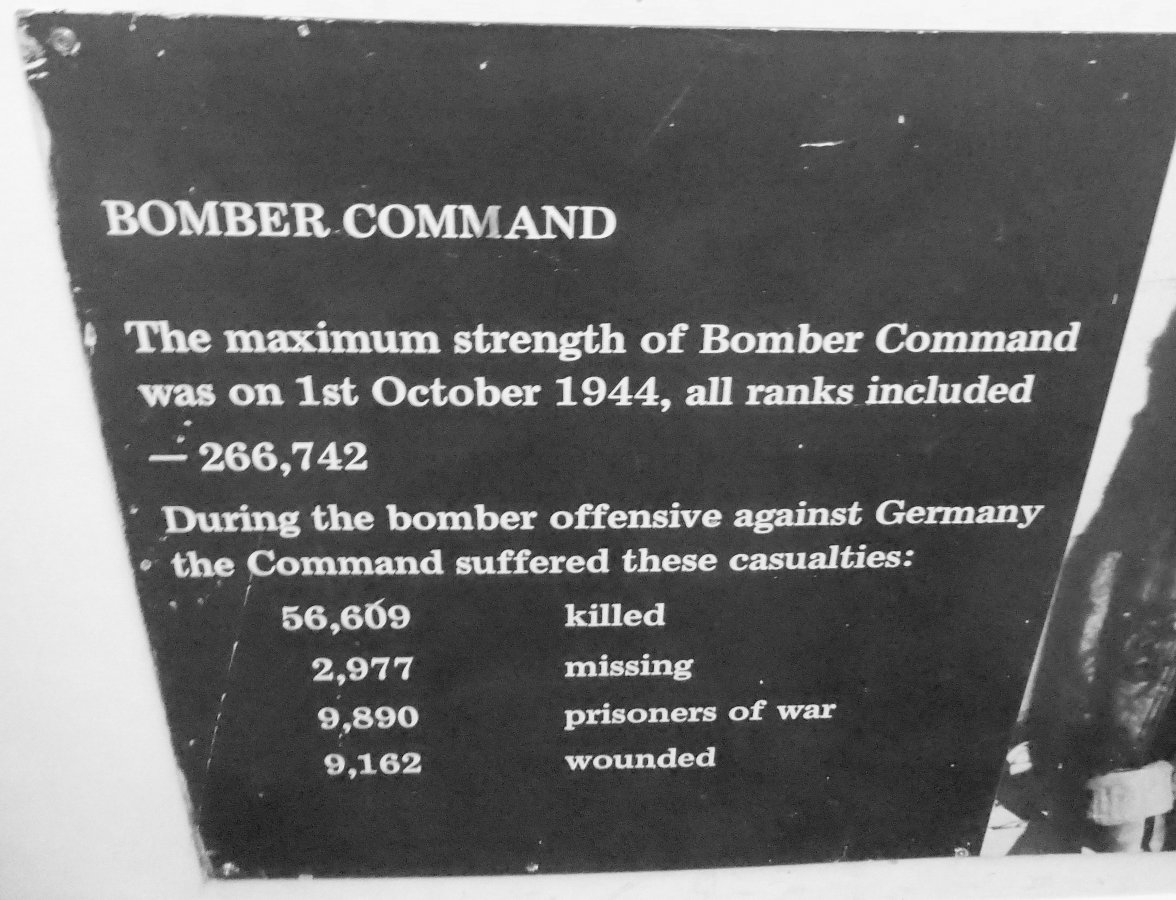 BOMBER COMMAND
The maximum strength of Bomber Command
was on 1st October 1944, all ranks included
— 266,742
During the bomber offensive against Germany
the Command suffered these casualties:
56,609 killed
2,977 missing
9,890 prisoners of war
9,162 wounded